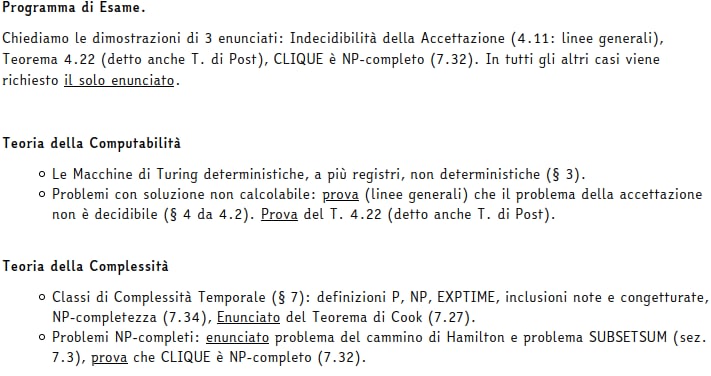 Programma di Esame.
Chiediamo le dimostrazioni di 3 enunciati: Indecidibilità della Accettazione (4.11: linee generali),
Teorema 4.22 (detto anche T. di Post), CLIQUE è NP-completo (7.32). In tutti gli altri casi viene
richiesto il solo enunciato.
Teoria della Computabilità
Le Macchine di Turing deterministiche, a più registri, non deterministiche (§ 3).
Problemi con soluzione non calcolabile: prova (linee generali) che il problema della accettazione
non è decidibile (§ 4 da 4.2). Prova del T. 4.22 (detto anche T. di Post).
Teoria della Complessità
Classi di Complessità Temporale (§ 7): definizioni P, NP, EXPTIME, inclusioni note e congetturate,
NP-completezza (7.34), Enunciato del Teorema di Cook (7.27).
Problemi NP-completi: enunciato problema del cammino di Hamilton e problema SUBSETSUM (sez.
7.3), prova che CLIQUE è NP-completo (7.32).